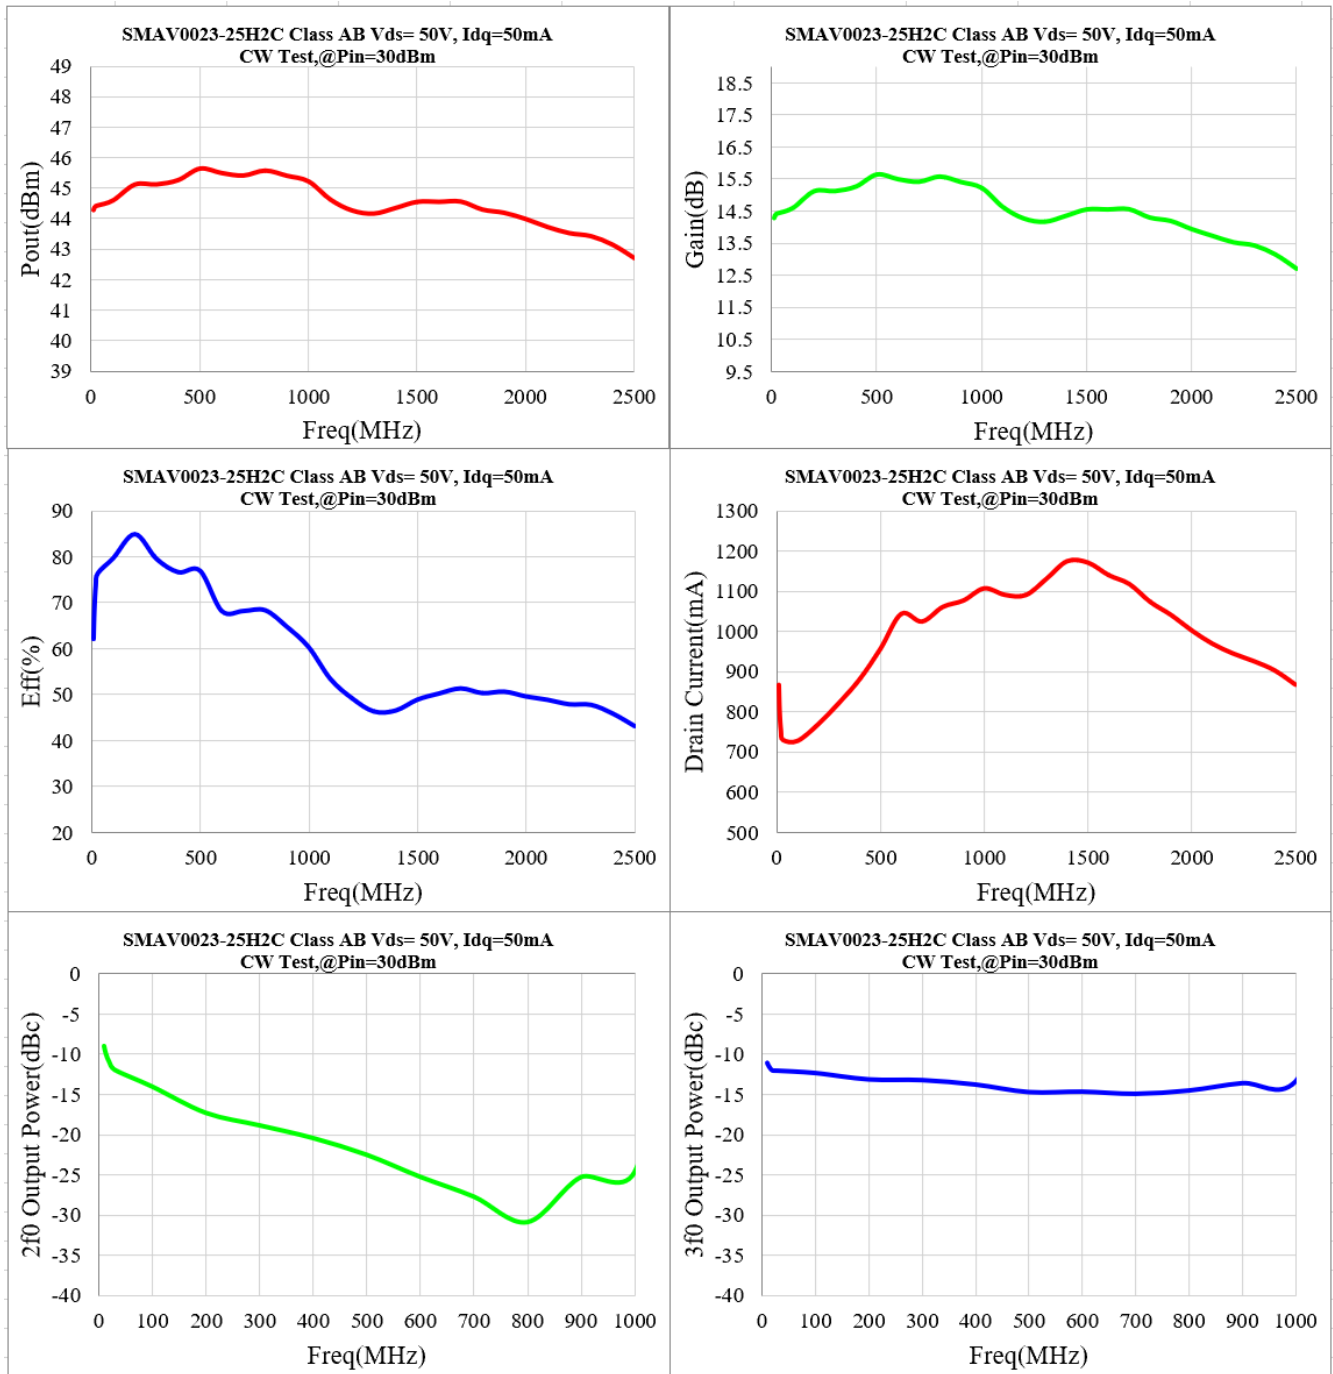 SMAV0023-25H2C Class AB Vds= 50V, Idq=50mA
CW Test,@Pin=30dBm
49
48
47
46
45
44
43
42
41
40
39
Pout(dBm)
0 500 1000 1500 2000 2500
Freq(MHz)
SMAV0023-25H2C Class AB Vds= 50V, Idq=50mA
CW Test,@Pin=30dBm
18.5
17.5
16.5
15.5
14.5
13.5
12.5
11.5
10.5
9.5
Gain(dB)
0 500 1000 1500 2000 2500
Freq(MHz)
SMAV0023-25H2C Class AB Vds= 50V, Idq=50mA
CW Test,@Pin=30dBm
90
80
70
60
50
40
30
20
Eff(%)
0 500 1000 1500 2000 2500
Freq(MHz)
SMAV0023-25H2C Class AB Vds= 50V, Idq=50mA
CW Test,@Pin=30dBm
1300
1200
1100
1000
900
800
700
600
500
Drain Current(mA)
0 500 1000 1500 2000 2500
Freq(MHz)
SMAV0023-25H2C Class AB Vds= 50V, Idq=50mA
CW Test,@Pin=30dBm
0
-5
-10
-15
-20
-25
-30
-35
-40
2f0 Output Power(dBc)
0 100 200 300 400 500 600 700 800 900 1000
Freq(MHz)
SMAV0023-25H2C Class AB Vds= 50V, Idq=50mA
CW Test,@Pin=30dBm
0
-5
-10
-15
-20
-25
-30
-35
-40
3f0 Output Power(dBc)
0 100 200 300 400 500 600 700 800 900 1000
Freq(MHz)